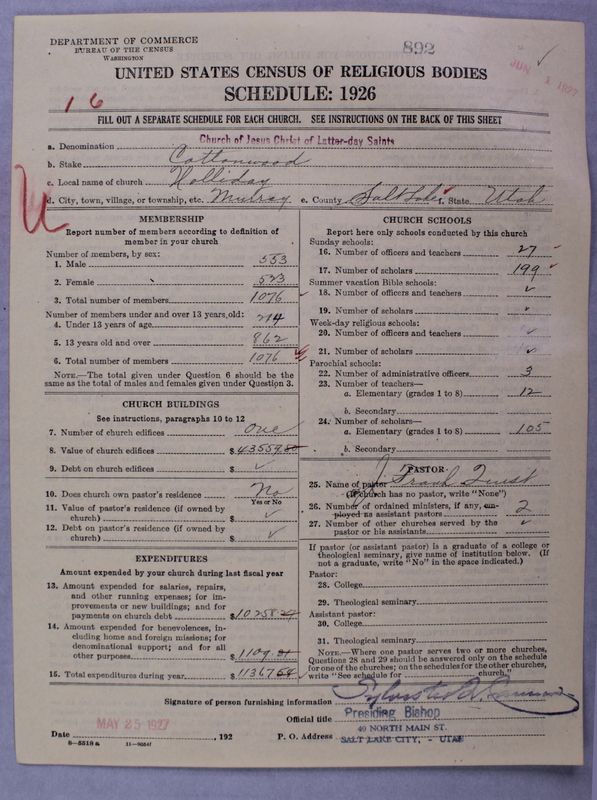 DEPARTMENT OF COMMERCE
BUREAU OF THE CENSUS
WASHINGTON
892
JUN 1 1927
UNITED STATES CENSUS OF RELIGIOUS BODIES
SCHEDULE: 1926
1 6
FILL OUT A SEPARATE SCHEDULE FOR EACH CHURCH. SEE INSTRUCTIONS ON THE BACK OF THIS SHEET
a. Denomination Church of Jesus Christ of Latter-day Saints
b. Stake Cottonwood
c. Local name of church Holliday
d. City, town, village, or township, etc. Murray e. County Salt Lake f. State Utah
MEMBERSHIP
Report number of members according to definition of
member in your church
Number of members, by sex:
1. Male 553
2. Female 523
3. Total number of members 1076
Number of members under and over 13 years old:
4. Under 13 years of age 214
5. 13 years old and over 862
6. Total number of members 1076
NOTE.—The total given under Question 6 should be the
same as the total of males and females given under Question 3.
CHURCH BUILDINGS
See instructions, paragraphs 10 to 12
7. Number of church edifices one
8. Value of church edifices $43559.80
9. Debt on church edifices $ ✓
10. Does church own pastor's residence No
Yes or No
11. Value of pastor's residence (if owned by
church) $ ✓
12. Debt on pastor's residence (if owned by
church) $ ✓
EXPENDITURES
Amount expended by your church during last fiscal year
13. Amount expended for salaries, repairs,
and other running expenses; for im-
provements or new buildings; and for
payments on church debt $10258.24
14. Amount expended for benevolences, in-
cluding home and foreign missions; for
denominational support; and for all
other purposes $1109.
15. Total expenditures during year $11367
CHURCH SCHOOLS
Report here only schools conducted by this church
Sunday schools:
16. Number of officers and teachers 27
17. Number of scholars 199
Summer vacation Bible schools:
18. Number of officers and teachers ✓
19. Number of scholars ✓
Week-day religious schools:
20. Number of officers and teachers ✓
21. Number of scholars ✓
Parochial schools:
22. Number of administrative officers 3
23. Number of teachers—
a. Elementary (grades 1 to 8) 12
b. Secondary
24. Number of scholars—
a. Elementary (grades 1 to 8) 105
b. Secondary
PASTOR
25. Name of pastor J. Frank
(If church has no pastor, write "None")
26. Number of ordained ministers, if any, em-
ployed as assistant pastors 2
27. Number of other churches served by the
pastor or his assistants ✓
If pastor (or assistant pastor) is a graduate of a college or
theological seminary, give name of institution below. (If
not a graduate, write "No" in the space indicated.)
Pastor:
28. College
29. Theological seminary
Assistant pastor:
30. College
31. Theological seminary
NOTE.—Where one pastor serves two or more churches,
Questions 28 and 29 should be answered only on the schedule
for one of the churches; on the schedules for the other churches,
write "See schedule for church."
Signature of person furnishing information Sylvester Q. Cannon
Official title Presiding Bishop
Date MAY 25 1927, 192 P. O. Address 40 NORTH MAIN ST.
SALT LAKE CITY, - UTAH
8—5518a 11—9554f